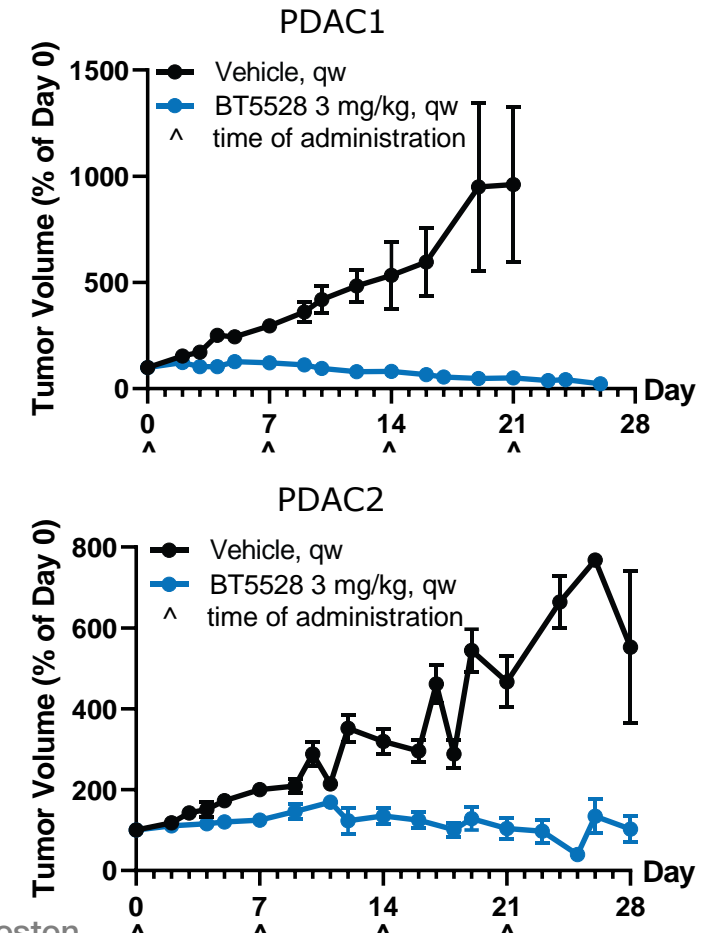 PDAC1
Tumor Volume (% of Day 0)
1500
1000
500
0
Vehicle, qw
BT5528 3 mg/kg, qw
^ time of administration
0 7 14 21 28
Day
^ ^ ^ ^
PDAC2
Tumor Volume (% of Day 0)
800
600
400
200
0
Vehicle, qw
BT5528 3 mg/kg, qw
^ time of administration
0 7 14 21 28
Day
^ ^ ^ ^